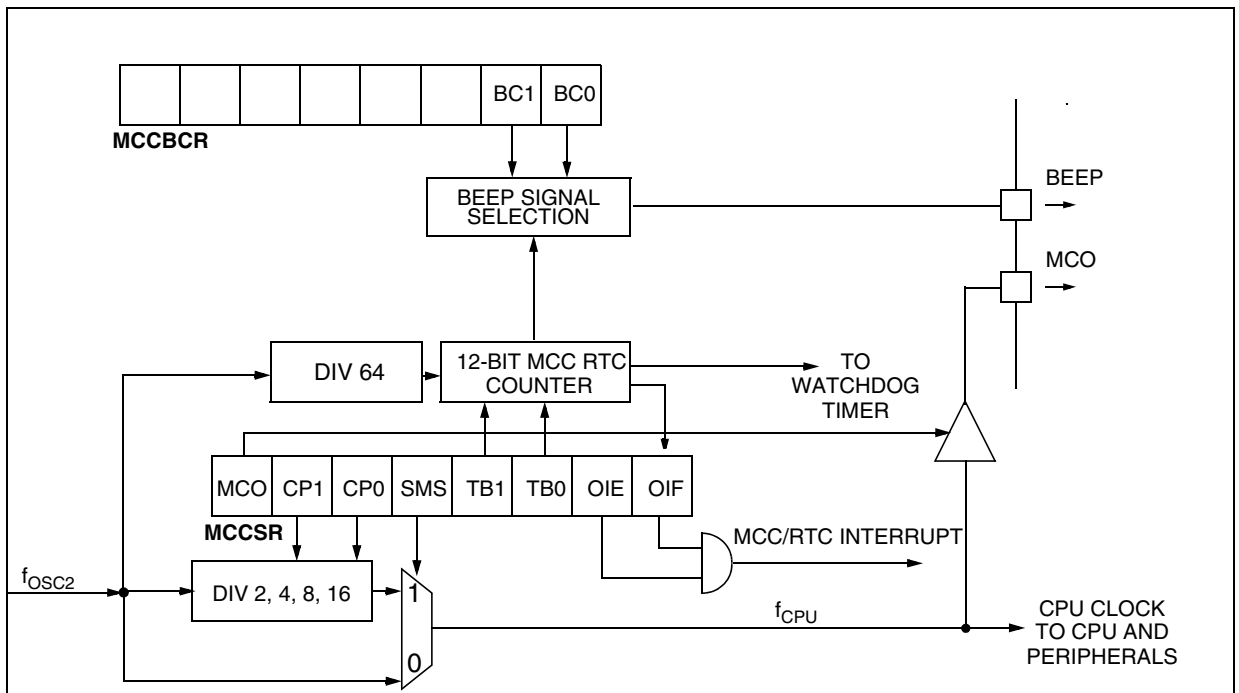 BC1 BC0
MCCBCR
BEEP SIGNAL
SELECTION
BEEP
MCO
DIV 64
12-BIT MCC RTC
COUNTER
TO
WATCHDOG
TIMER
MCO CP1 CP0 SMS TB1 TB0 OIE OIF
MCCSR
MCC/RTC INTERRUPT
fOSC2
DIV 2, 4, 8, 16
1
0
fCPU
CPU CLOCK
TO CPU AND
PERIPHERALS